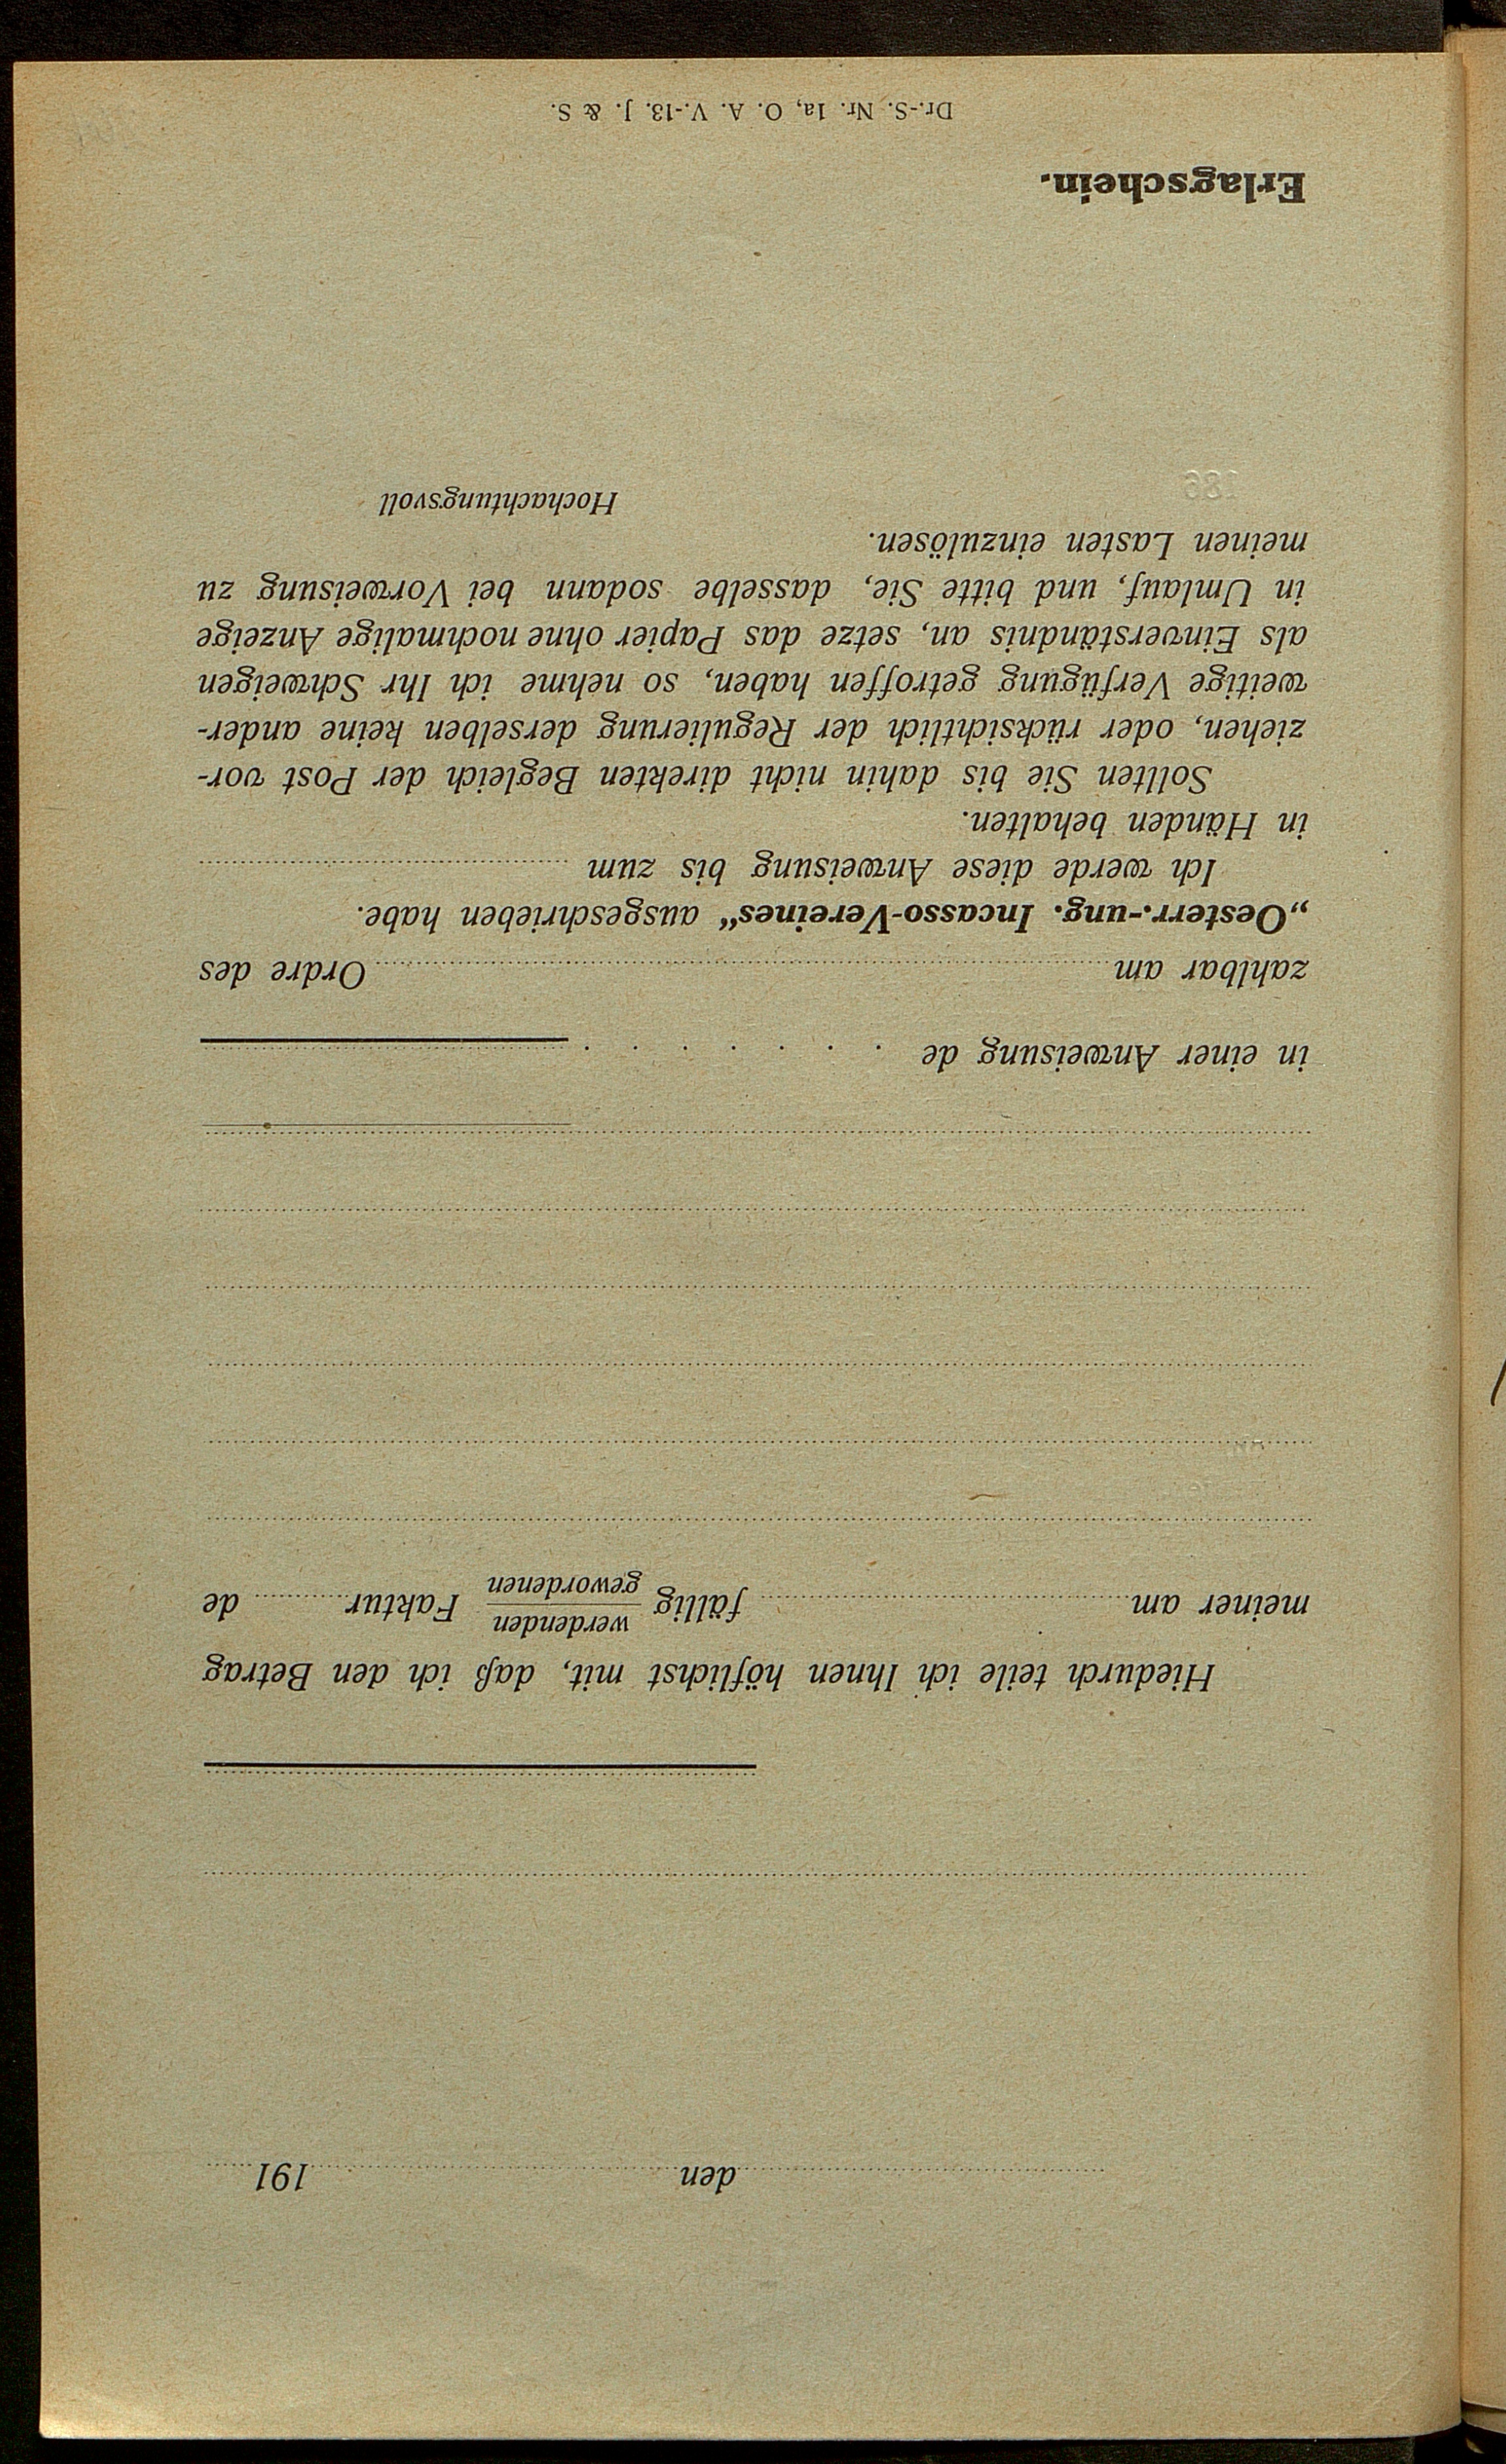 den 191
Hiedurch teile ich Ihnen höflichst mit, daß ich den Betrag
meiner am fällig werdenden gewordenen Faktur de
in einer Anweisung de
zahlbar am Ordre des
„Oesterr.-ung. Incasso-Vereines“ ausgeschrieben habe.
Ich werde diese Anweisung bis zum
in Händen behalten.
Sollten Sie bis dahin nicht direkten Begleich der Post vor-
ziehen, oder rücksichtlich der Regulierung derselben keine ander-
weitige Verfügung getroffen haben, so nehme ich Ihr Schweigen
als Einverständnis an, setze das Papier ohne nochmalige Anzeige
in Umlauf, und bitte Sie, dasselbe sodann bei Vorweisung zu
meinen Lasten einzulösen.
Hochachtungsvoll
Erlagschein.
Dr.-S. Nr. 1a, O. A. V.-13. J. & S.